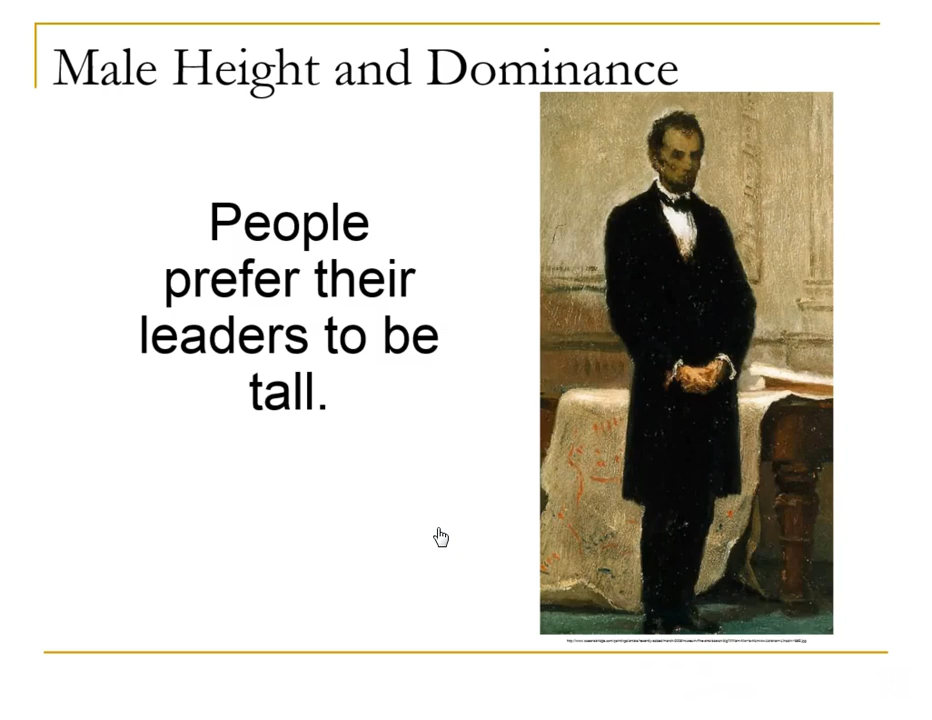 Male Height and Dominance
People
prefer their
leaders to be
tall.